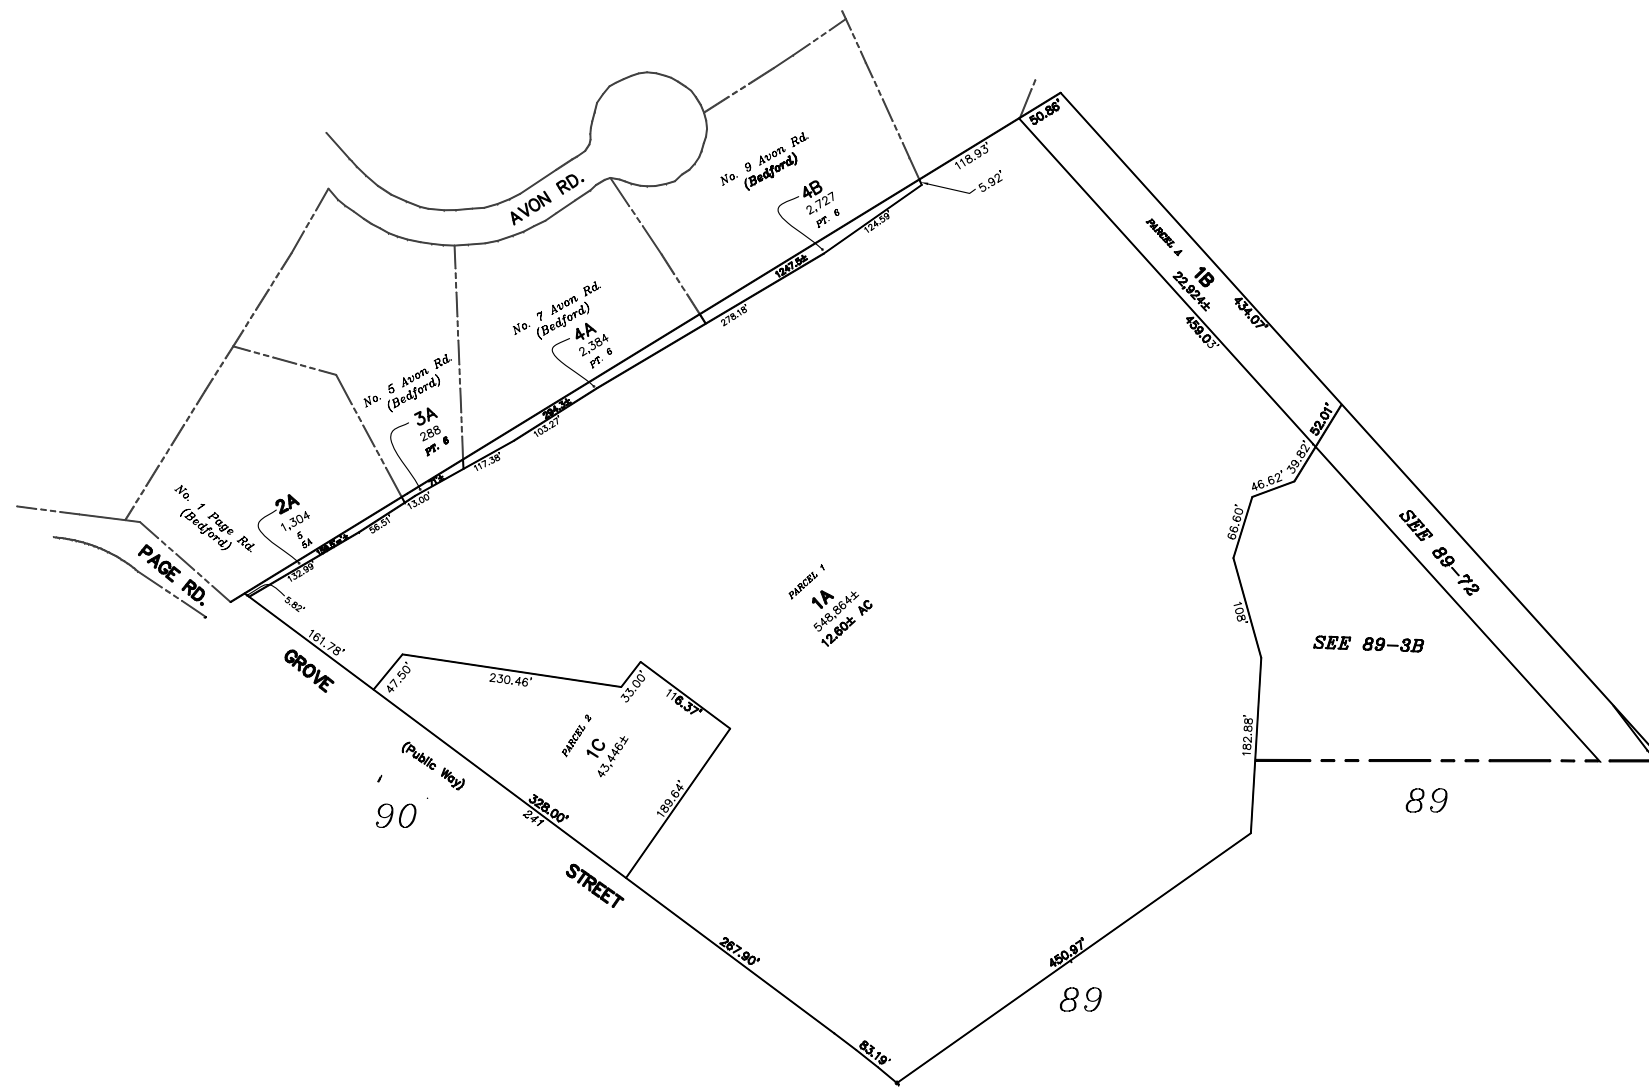 50.86'
118.93'
5.92'
No. 9 Avon Rd.
(Bedford)
4B
2,727
PT. 6
124.59'
1247.5±
278.18'
AVON RD.
No. 7 Avon Rd.
(Bedford)
4A
2,384
PT. 6
294.3±
103.27'
117.38'
No. 5 Avon Rd.
(Bedford)
3A
288
PT. 6
71±
13.00'
56.51'
No. 1 Page Rd.
(Bedford)
2A
1,304
5
5A
132.99'
5.82'
PAGE RD.
PARCEL A
1B
22,924±
434.07'
459.03'
52.01'
39.82'
46.62'
66.60'
108'
182.88'
SEE 89-72
SEE 89-3B
89
PARCEL 1
1A
548,864±
12.60± AC
161.78'
GROVE
47.50'
230.46'
33.00'
116.37'
PARCEL 2
1C
43,446±
189.64'
(Public Way)
90
328.00'
241
STREET
267.90'
450.97'
89
83.19'